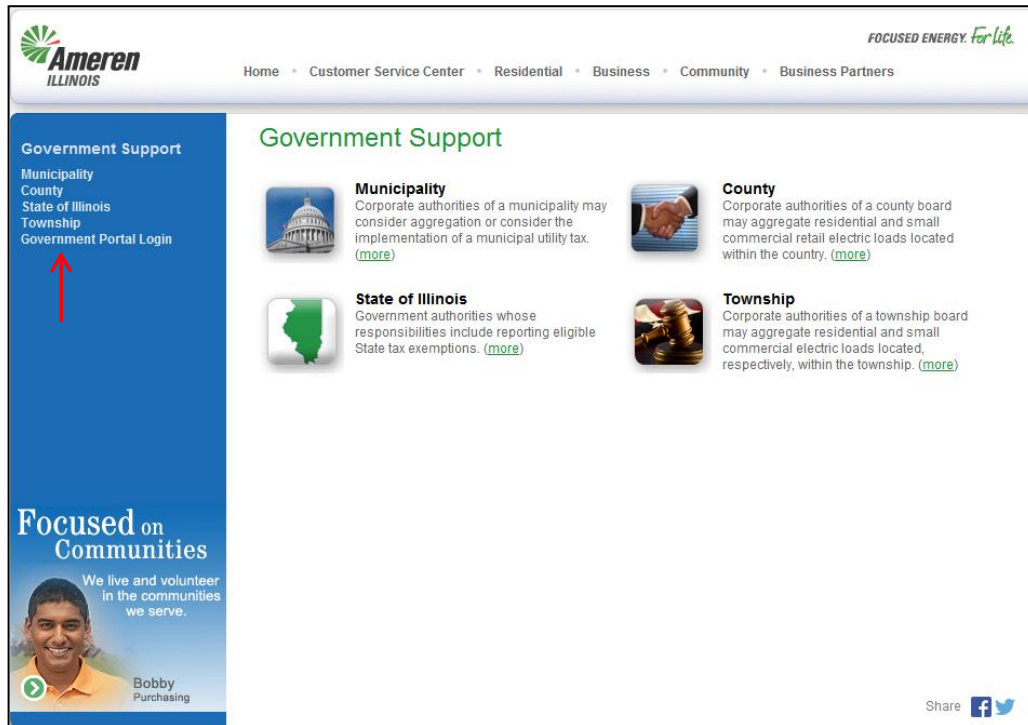 Ameren
ILLINOIS
FOCUSED ENERGY. For life.
Home • Customer Service Center • Residential • Business • Community • Business Partners
Government Support
Municipality
County
State of Illinois
Township
Government Portal Login
Government Support
Municipality
Corporate authorities of a municipality may
consider aggregation or consider the
implementation of a municipal utility tax.
(more)
County
Corporate authorities of a county board
may aggregate residential and small
commercial retail electric loads located
within the country. (more)
State of Illinois
Government authorities whose
responsibilities include reporting eligible
State tax exemptions. (more)
Township
Corporate authorities of a township board
may aggregate residential and small
commercial electric loads located,
respectively, within the township. (more)
Focused on
Communities
We live and volunteer
in the communities
we serve.
Bobby
Purchasing
Share